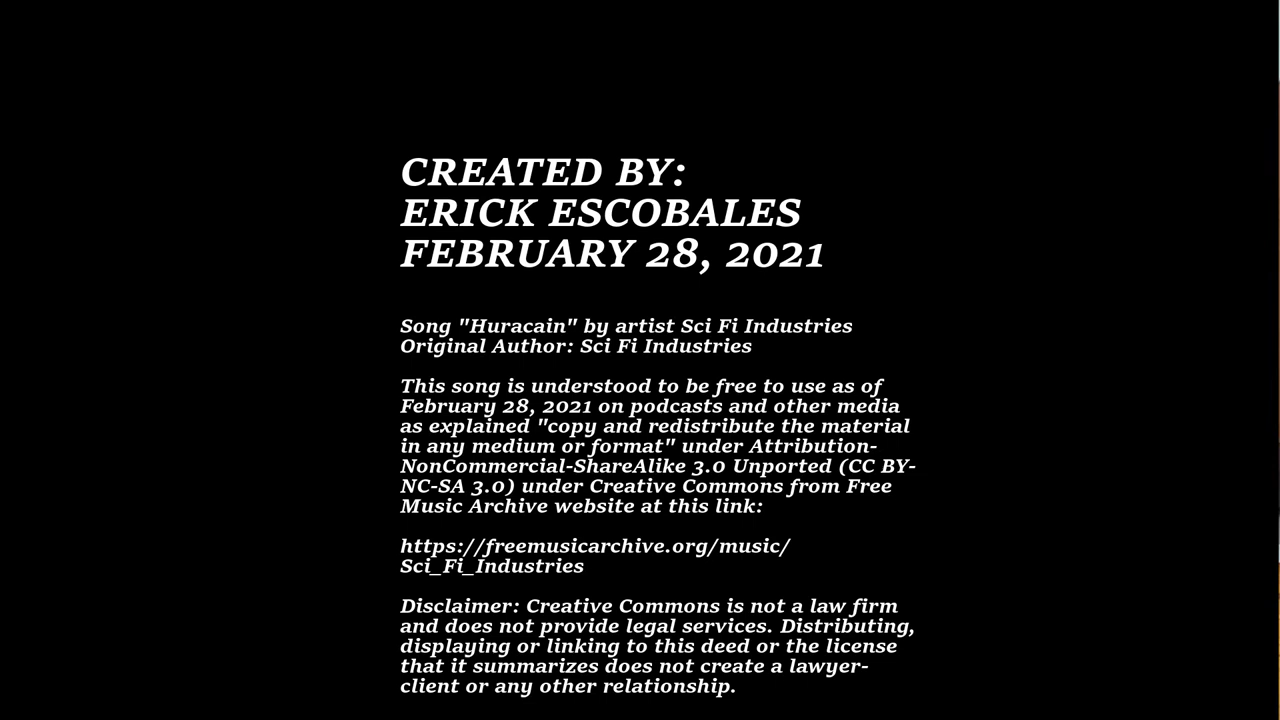 CREATED BY:
ERICK ESCOBALES
FEBRUARY 28, 2021
Song "Huracain" by artist Sci Fi Industries
Original Author: Sci Fi Industries
This song is understood to be free to use as of
February 28, 2021 on podcasts and other media
as explained "copy and redistribute the material
in any medium or format" under Attribution-
NonCommercial-ShareAlike 3.0 Unported (CC BY-
NC-SA 3.0) under Creative Commons from Free
Music Archive website at this link:
https://freemusicarchive.org/music/
Sci_Fi_Industries
Disclaimer: Creative Commons is not a law firm
and does not provide legal services. Distributing,
displaying or linking to this deed or the license
that it summarizes does not create a lawyer-
client or any other relationship.